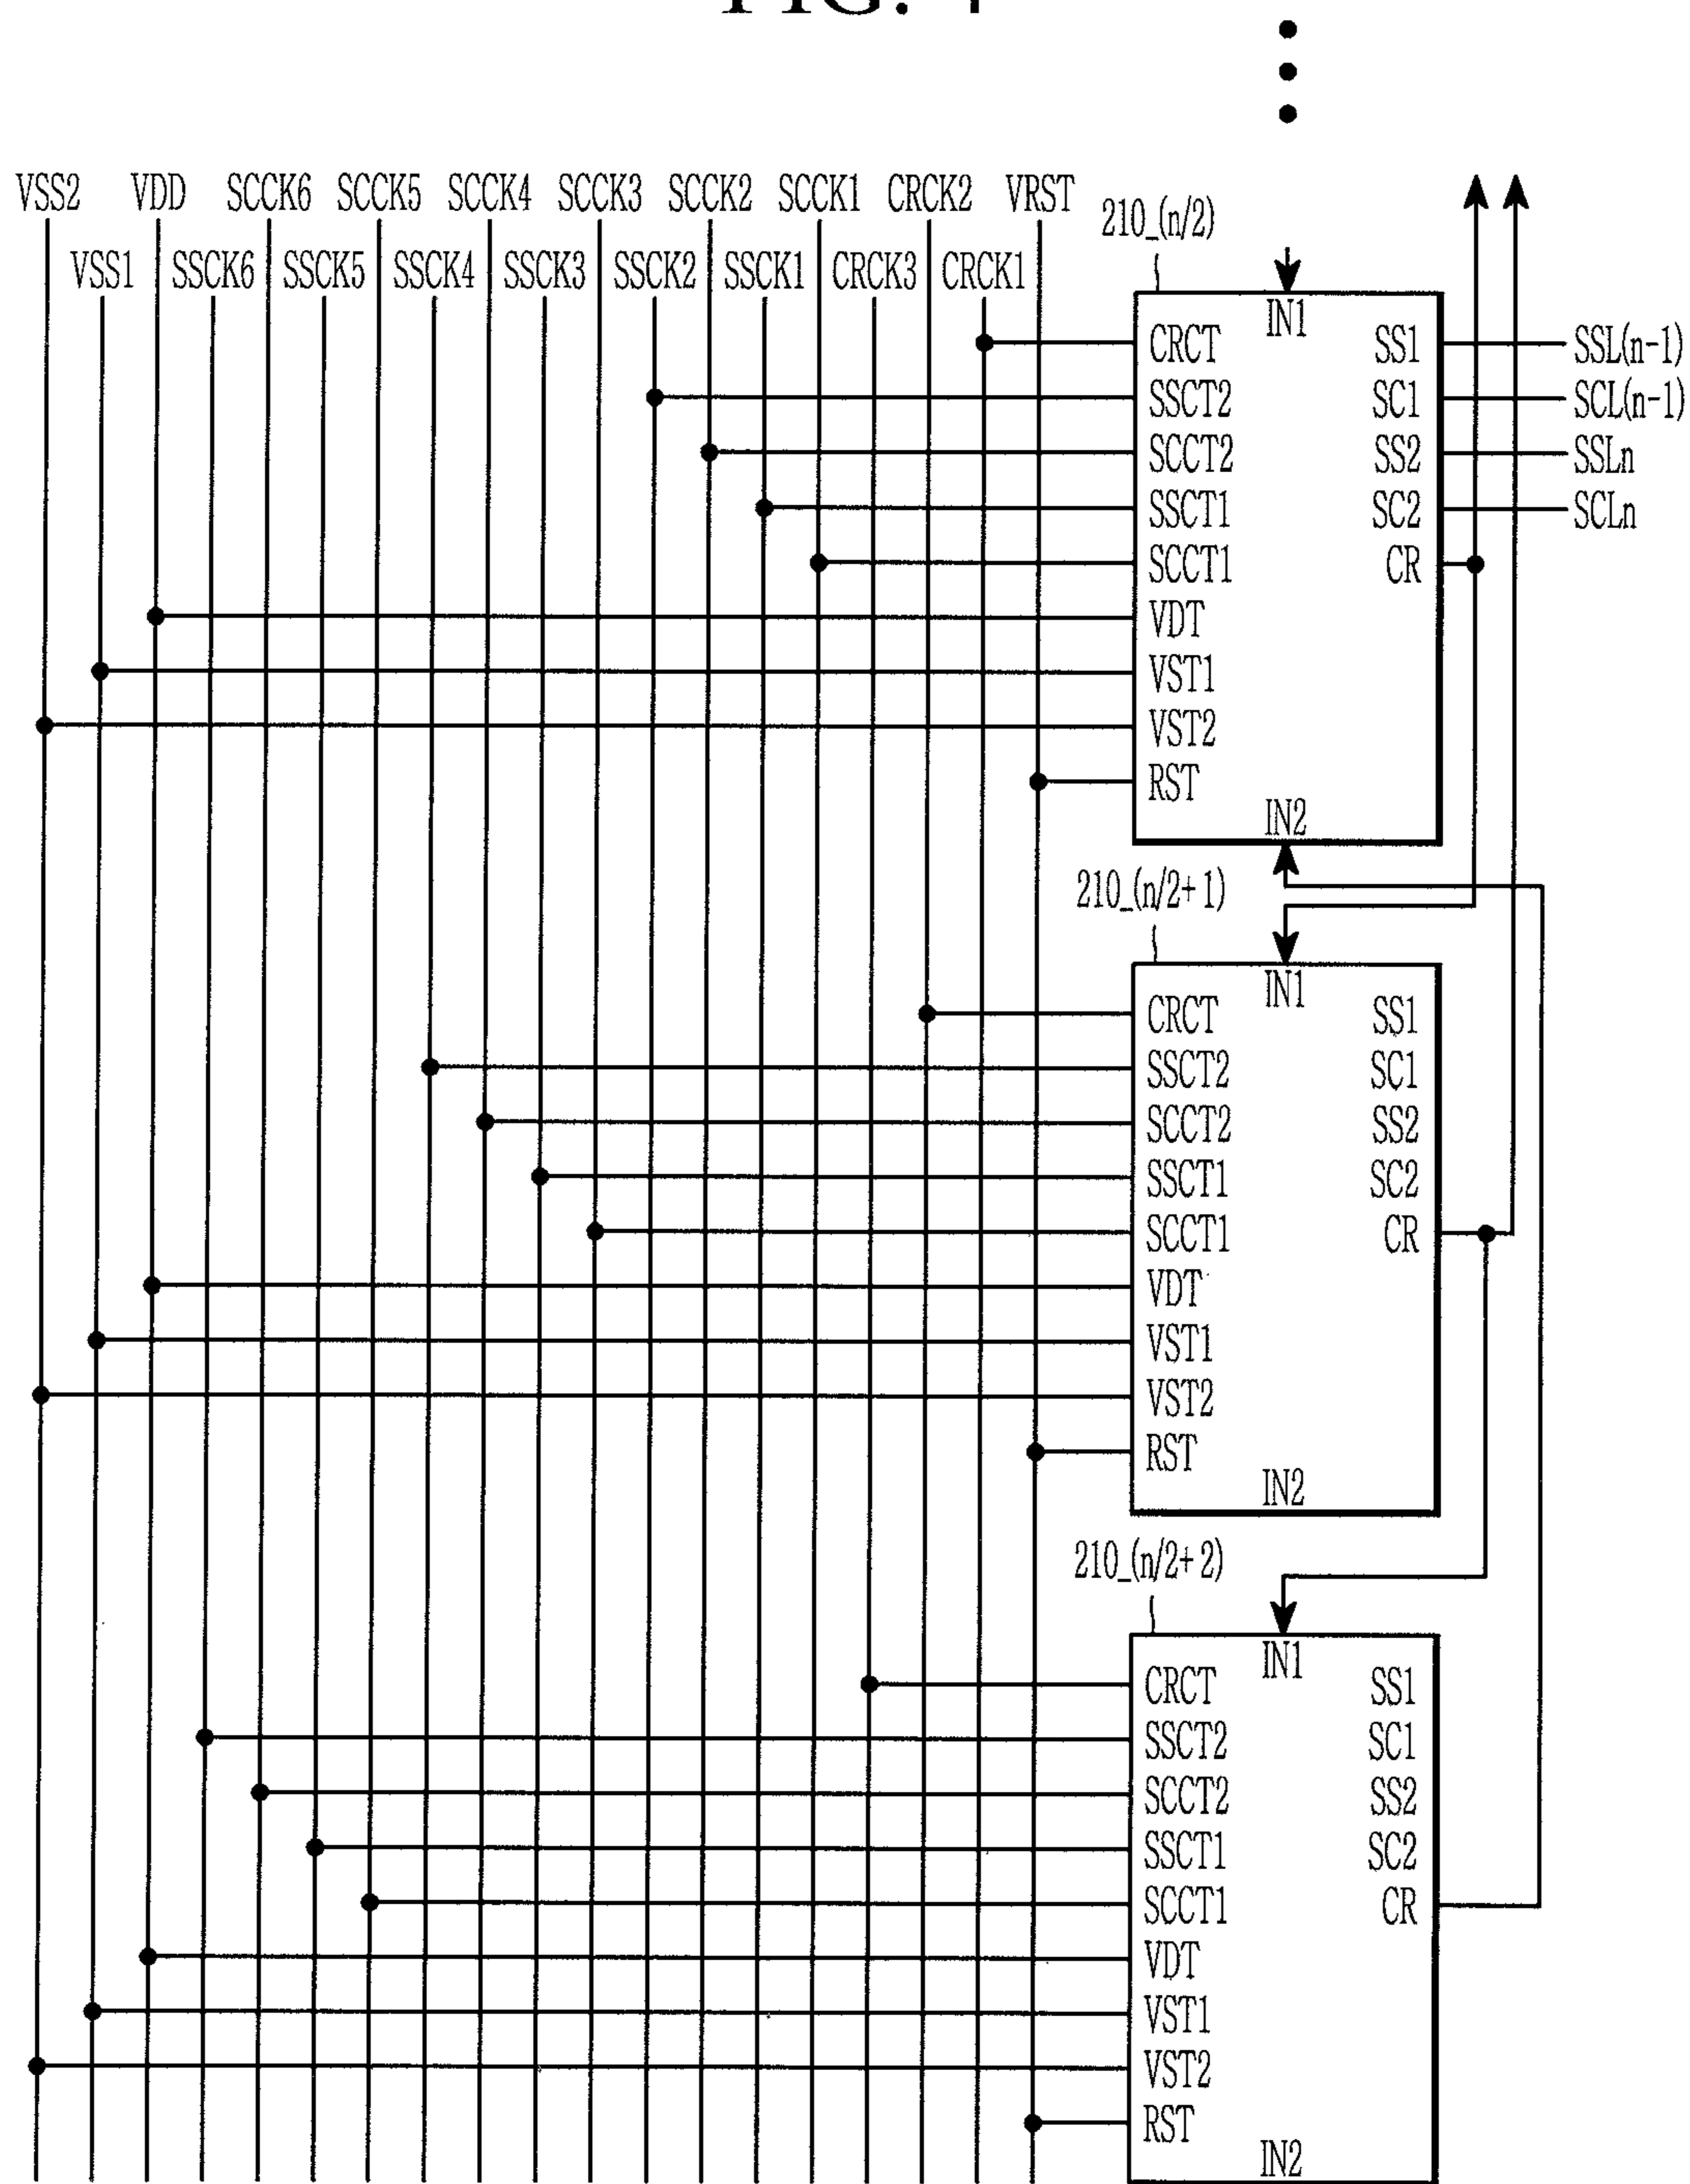 FIG. 4
VSS2 VDD SCCK6 SCCK5 SCCK4 SCCK3 SCCK2 SCCK1 CRCK2 VRST
VSS1 SSCK6 SSCK5 SSCK4 SSCK3 SSCK2 SSCK1 CRCK3 CRCK1
210_(n/2)
IN1
CRCT SS1 SSL(n-1)
SSCT2 SC1 SCL(n-1)
SCCT2 SS2 SSLn
SSCT1 SC2 SCLn
SCCT1 CR
VDT
VST1
VST2
RST
IN2
210_(n/2+1)
IN1
CRCT SS1
SSCT2 SC1
SCCT2 SS2
SSCT1 SC2
SCCT1 CR
VDT
VST1
VST2
RST
IN2
210_(n/2+2)
IN1
CRCT SS1
SSCT2 SC1
SCCT2 SS2
SSCT1 SC2
SCCT1 CR
VDT
VST1
VST2
RST
IN2